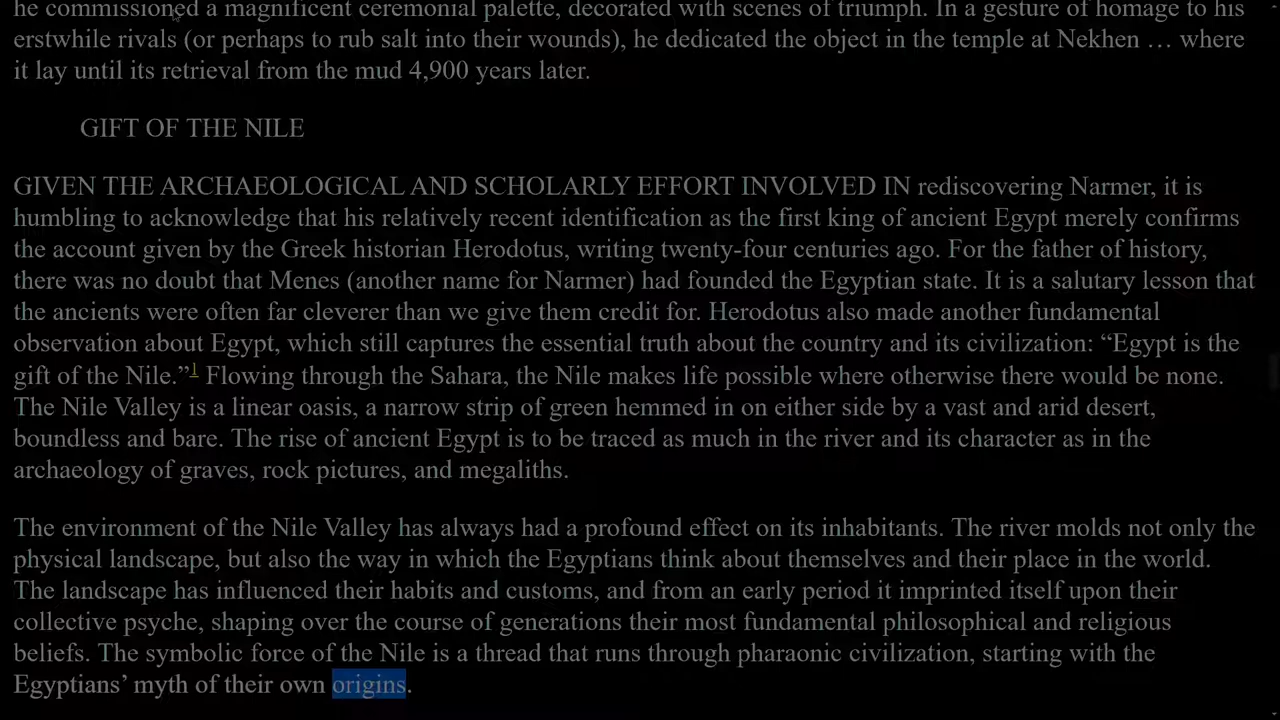 he commissioned a magnificent ceremonial palette, decorated with scenes of triumph. In a gesture of homage to his
erstwhile rivals (or perhaps to rub salt into their wounds), he dedicated the object in the temple at Nekhen … where
it lay until its retrieval from the mud 4,900 years later.
GIFT OF THE NILE
GIVEN THE ARCHAEOLOGICAL AND SCHOLARLY EFFORT INVOLVED IN rediscovering Narmer, it is
humbling to acknowledge that his relatively recent identification as the first king of ancient Egypt merely confirms
the account given by the Greek historian Herodotus, writing twenty-four centuries ago. For the father of history,
there was no doubt that Menes (another name for Narmer) had founded the Egyptian state. It is a salutary lesson that
the ancients were often far cleverer than we give them credit for. Herodotus also made another fundamental
observation about Egypt, which still captures the essential truth about the country and its civilization: “Egypt is the
gift of the Nile.”1 Flowing through the Sahara, the Nile makes life possible where otherwise there would be none.
The Nile Valley is a linear oasis, a narrow strip of green hemmed in on either side by a vast and arid desert,
boundless and bare. The rise of ancient Egypt is to be traced as much in the river and its character as in the
archaeology of graves, rock pictures, and megaliths.
The environment of the Nile Valley has always had a profound effect on its inhabitants. The river molds not only the
physical landscape, but also the way in which the Egyptians think about themselves and their place in the world.
The landscape has influenced their habits and customs, and from an early period it imprinted itself upon their
collective psyche, shaping over the course of generations their most fundamental philosophical and religious
beliefs. The symbolic force of the Nile is a thread that runs through pharaonic civilization, starting with the
Egyptians’ myth of their own origins.